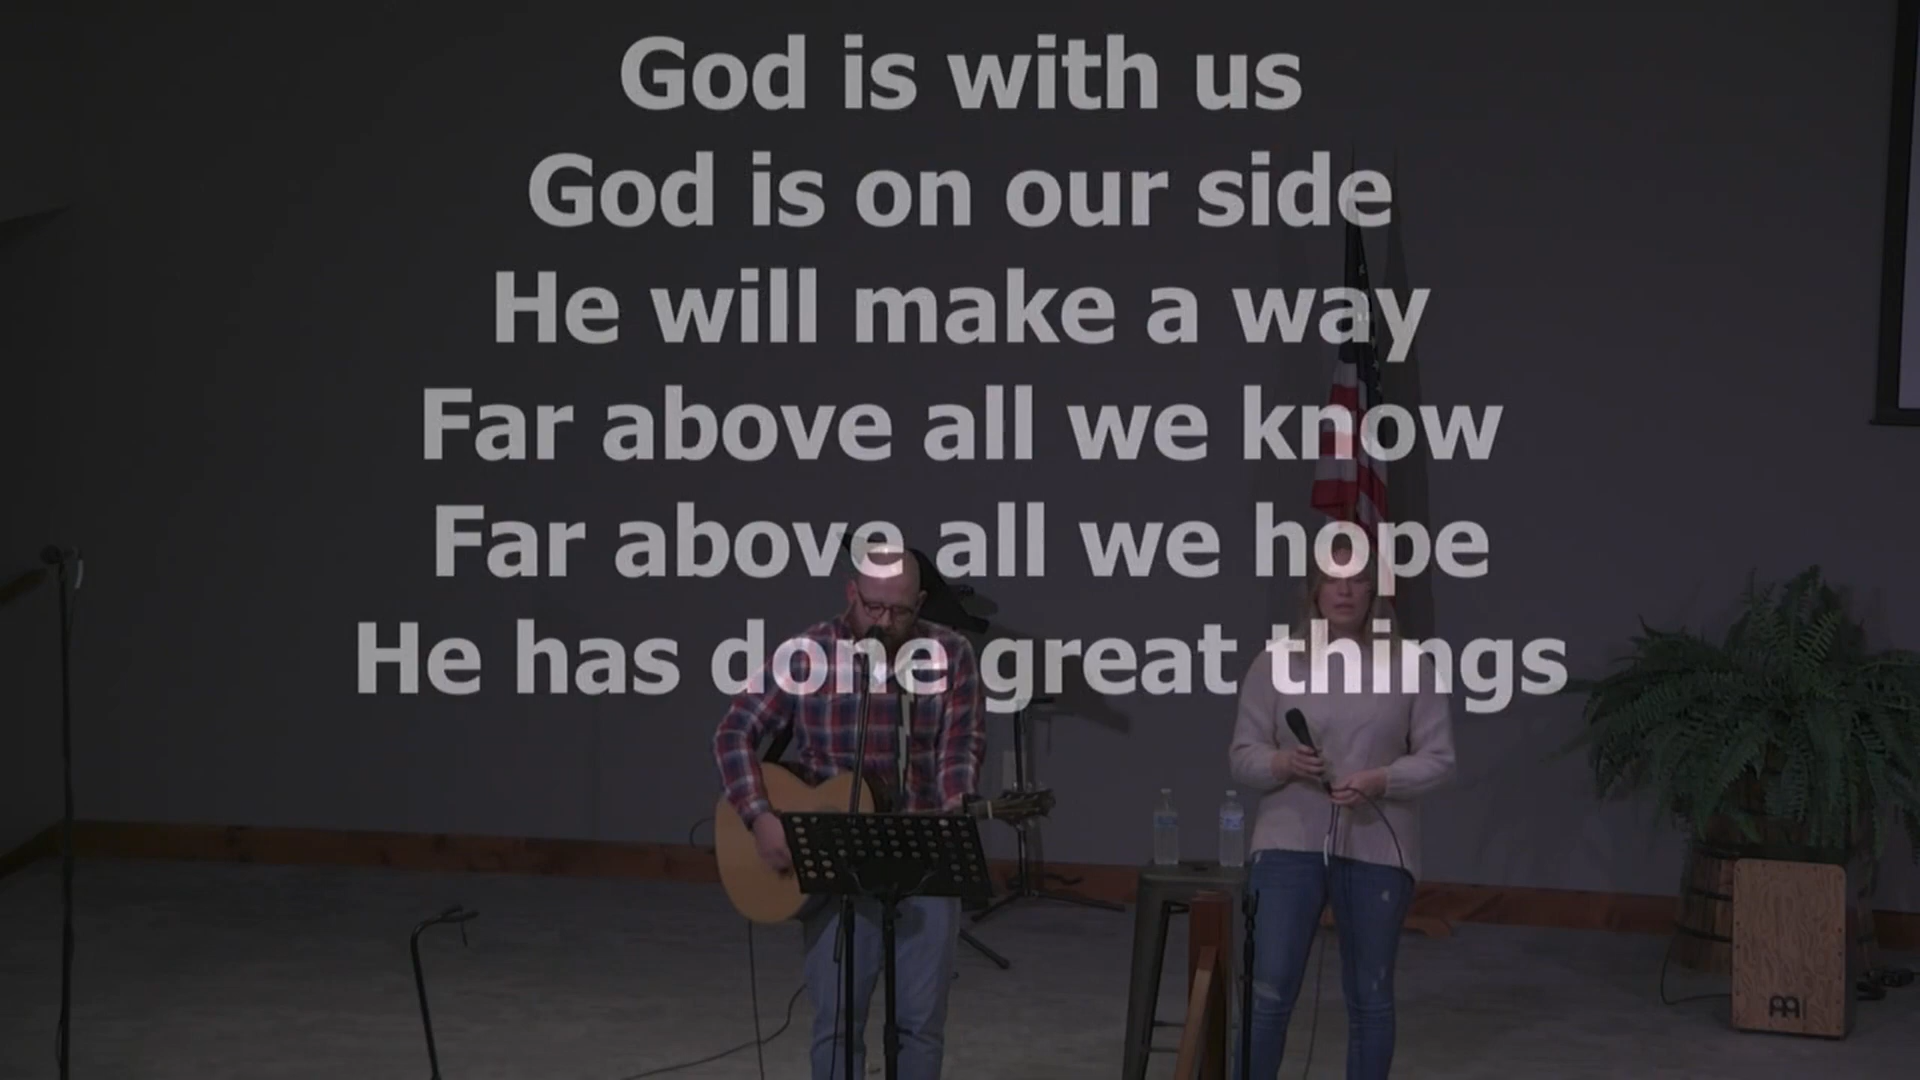 God is with us
God is on our side
He will make a way
Far above all we know
Far above all we hope
He has done great things